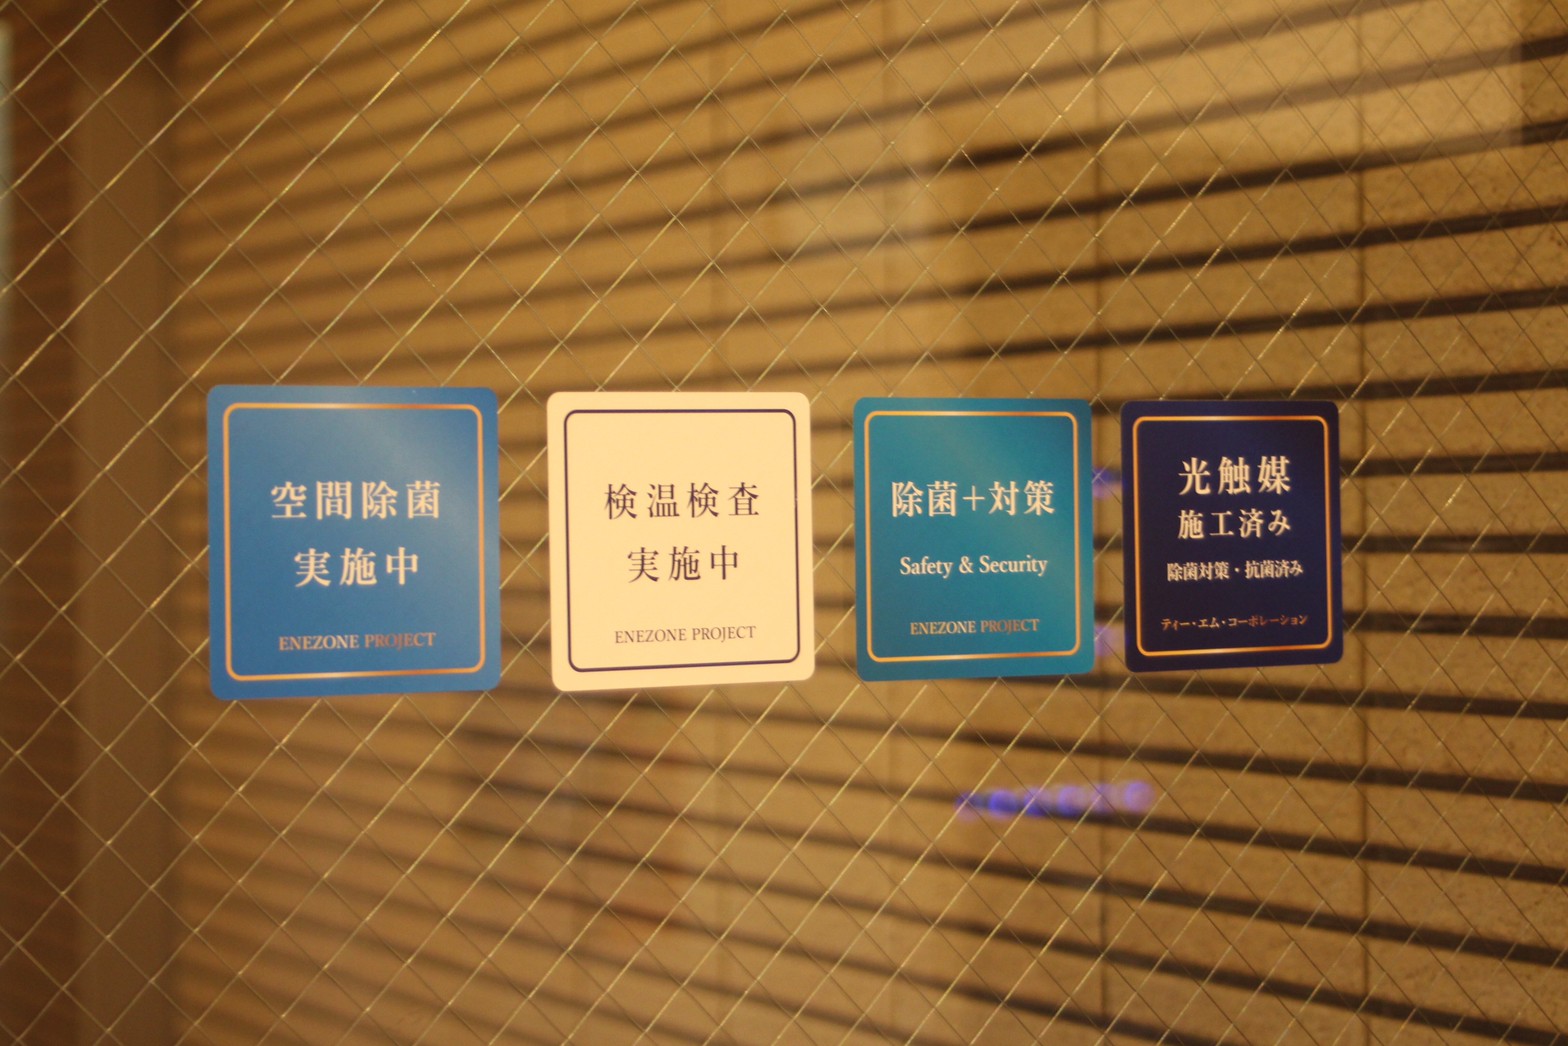 空間除菌
実施中
ENEZONE PROJECT
検温検査
実施中
ENEZONE PROJECT
除菌+対策
Safety & Security
ENEZONE PROJECT
光触媒
施工済み
除菌対策・抗菌済み
ティー・エム・コーポレーション